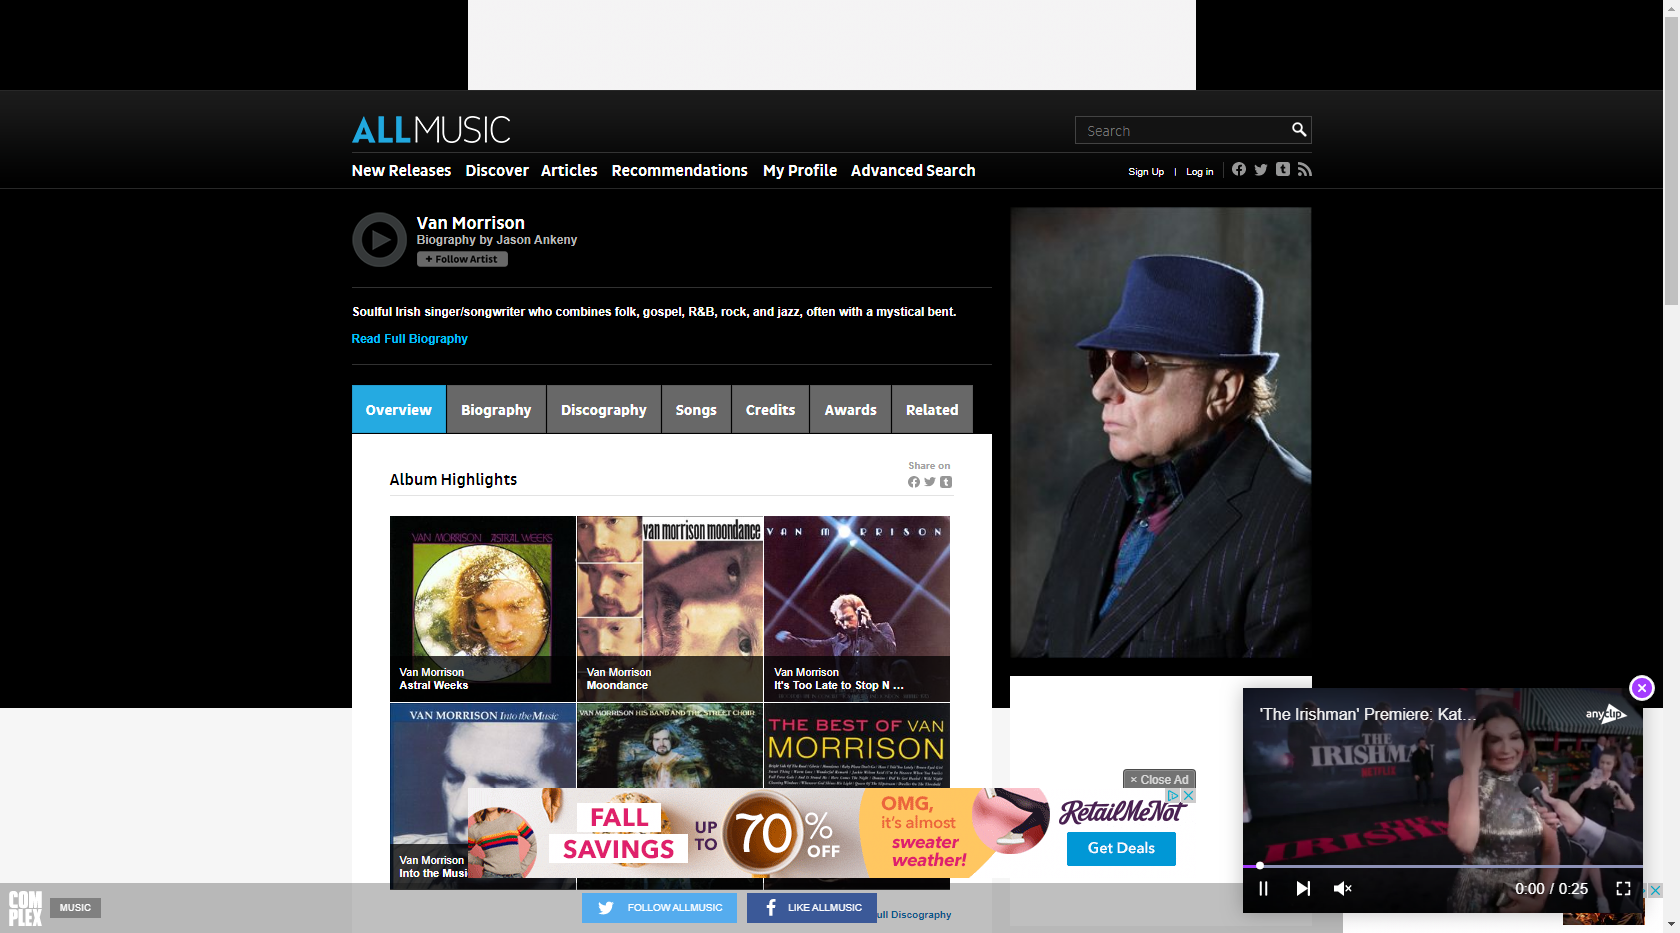 ALLMUSIC
Search
New Releases
Discover
Articles
Recommendations
My Profile
Advanced Search
Sign Up | Log in
Van Morrison
Biography by Jason Ankeny
+ Follow Artist
Soulful Irish singer/songwriter who combines folk, gospel, R&B, rock, and jazz, often with a mystical bent.
Read Full Biography
Overview
Biography
Discography
Songs
Credits
Awards
Related
Album Highlights
Share on
VAN MORRISON ASTRAL WEEKS
Van Morrison
Astral Weeks
van morrison moondance
Van Morrison
Moondance
VAN MORRISON
Van Morrison
It's Too Late to Stop N ...
VAN MORRISON Into the Music
Van Morrison
Into the Musi
VAN MORRISON HIS BAND AND THE STREET CHOIR
THE BEST OF VAN
MORRISON
× Close Ad
FALL
SAVINGS
UP
TO
70
%
OFF
OMG,
it's almost
sweater
weather!
RetailMeNot
Get Deals
'The Irishman' Premiere: Kat...
anyclip
THE
IRISHMAN
NETFLIX
IRISH
0:00 / 0:25
COM
PLEX
MUSIC
FOLLOW ALLMUSIC
LIKE ALLMUSIC
ull Discography